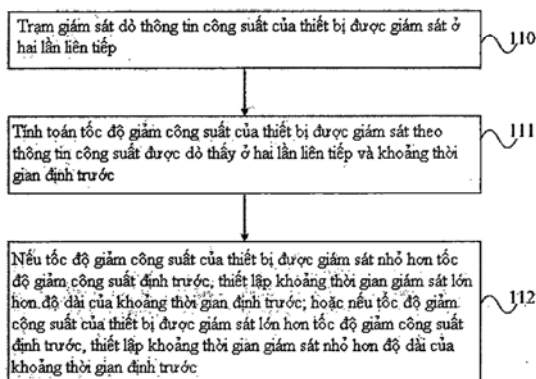 Trạm giám sát dò thông tin công suất của thiết bị được giám sát ở
hai lần liên tiếp
110
Tính toán tốc độ giảm công suất của thiết bị được giám sát theo
thông tin công suất được dò thấy ở hai lần liên tiếp và khoảng thời
gian định trước
111
Nếu tốc độ giảm công suất của thiết bị được giám sát nhỏ hơn tốc
độ giảm công suất định trước, thiết lập khoảng thời gian giám sát lớn
hơn độ dài của khoảng thời gian định trước; hoặc nếu tốc độ giảm
công suất của thiết bị được giám sát lớn hơn tốc độ giảm công suất
định trước, thiết lập khoảng thời gian giám sát nhỏ hơn độ dài của
khoảng thời gian định trước
112